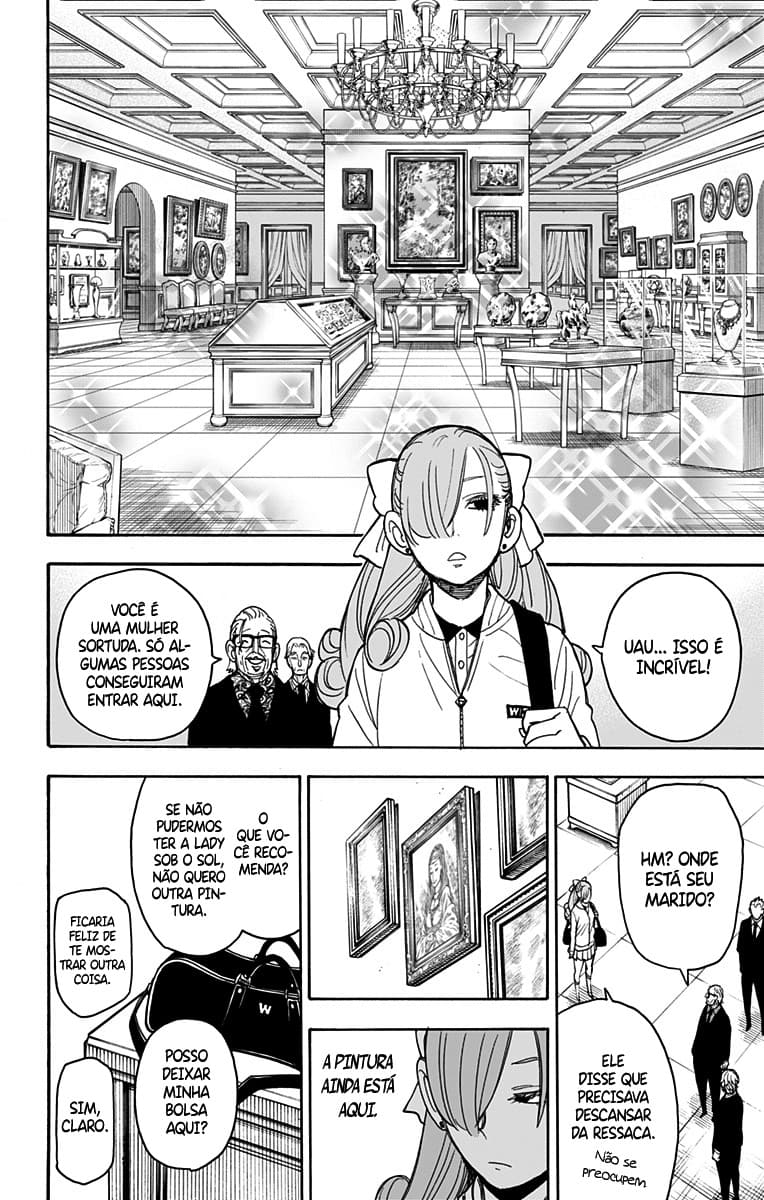 UAU... ISSO É
INCRÍVEL!
VOCÊ É
UMA MULHER
SORTUDA. SÓ AL-
GUMAS PESSOAS
CONSEGUIRAM
ENTRAR AQUI.
W
HM? ONDE
ESTÁ SEU
MARIDO?
ELE
DISSE QUE
PRECISAVA
DESCANSAR
DA RESSACA.
Não se
preocupem
A PINTURA
AINDA ESTÁ
AQUI.
O
QUE VO-
CÊ RECO-
MENDA?
SE NÃO
PUDERMOS
TER A LADY
SOB O SOL,
NÃO QUERO
OUTRA PIN-
TURA.
FICARIA
FELIZ DE
TE MOS-
TRAR OUTRA
COISA.
W
POSSO
DEIXAR
MINHA
BOLSA
AQUI?
SIM,
CLARO.